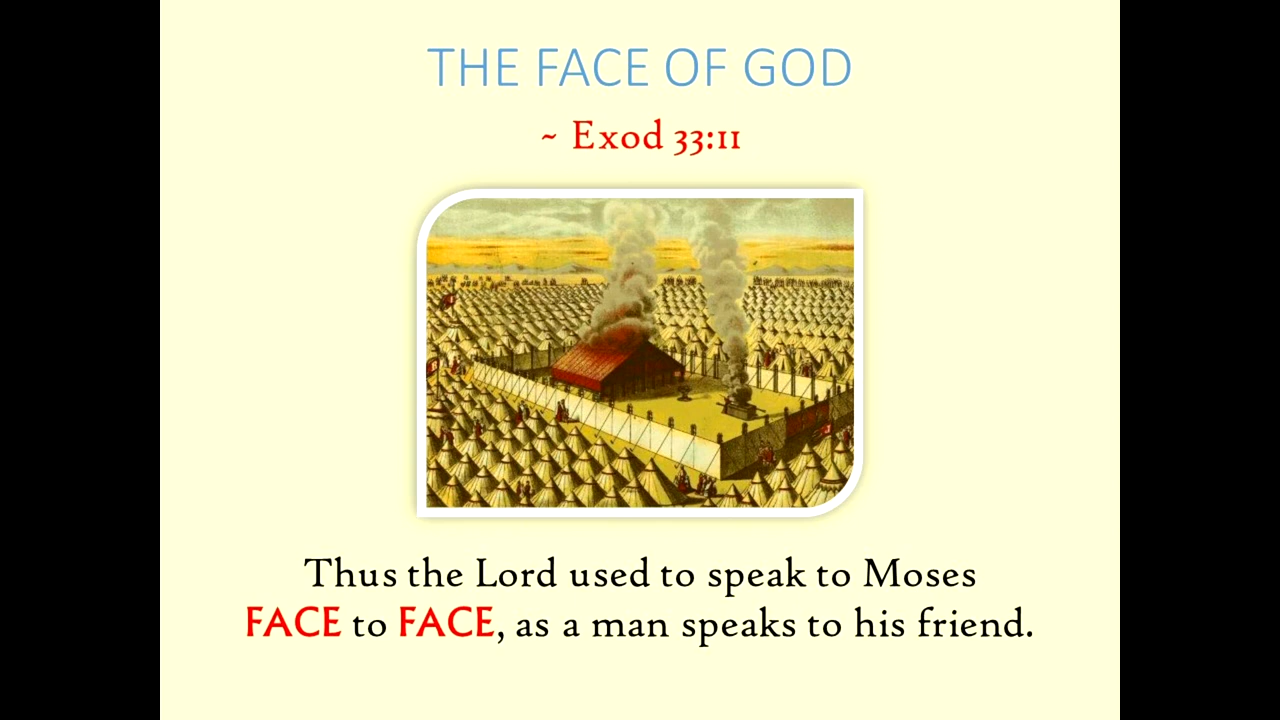 THE FACE OF GOD
~ Exod 33:11
Thus the Lord used to speak to Moses
FACE to FACE, as a man speaks to his friend.